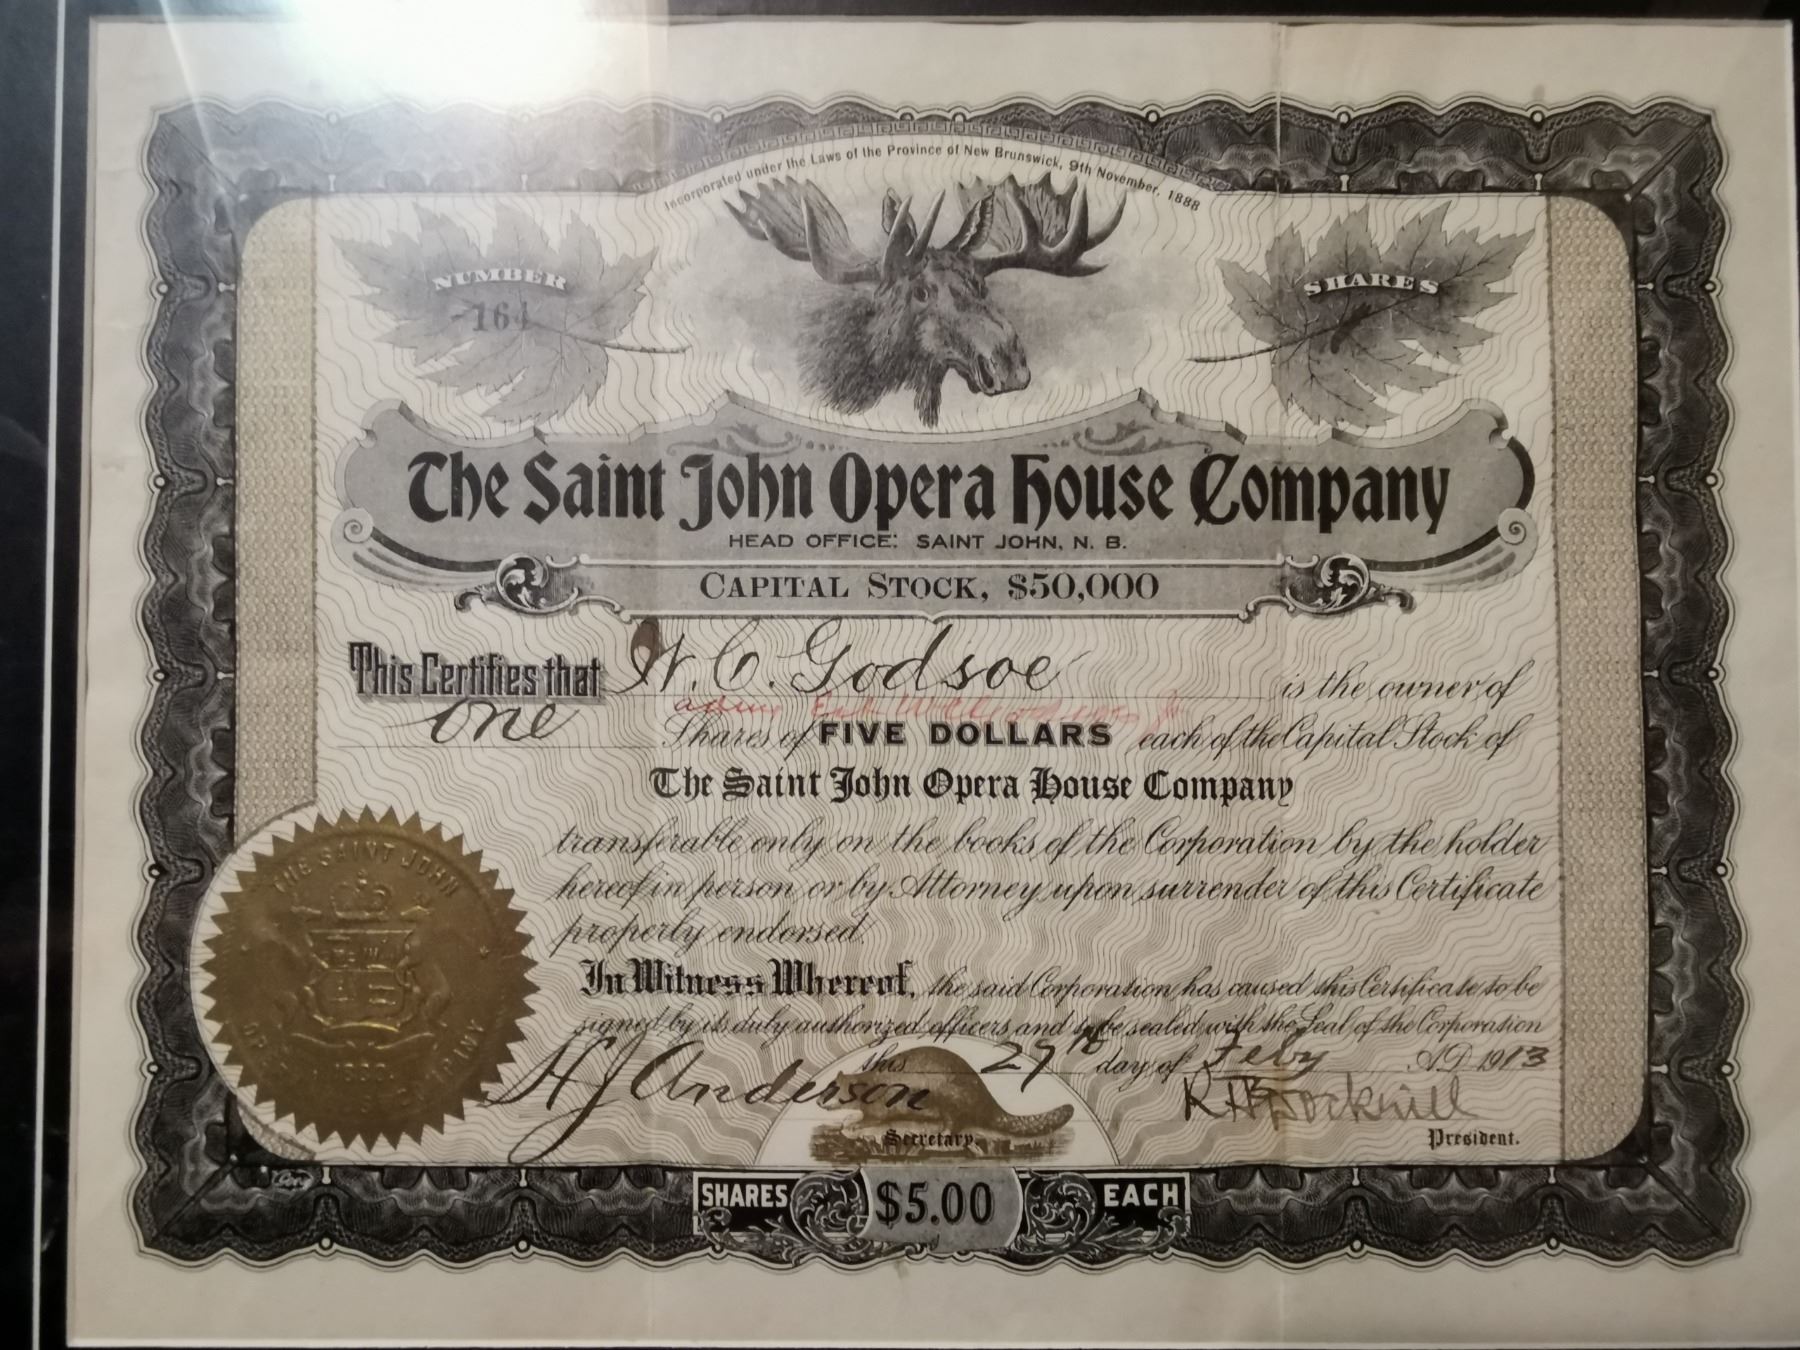 Incorporated under the Laws of the Province of New Brunswick, 9th November, 1888
NUMBER
164
SHARES
The Saint John Opera House Company
HEAD OFFICE: SAINT JOHN, N. B.
CAPITAL STOCK, $50,000
This Certifies that W. C. Godsoe is the owner of
one Shares of FIVE DOLLARS each of the Capital Stock of
The Saint John Opera House Company
transferable only on the books of the Corporation by the holder
hereof in person or by Attorney upon surrender of this Certificate
properly endorsed.
In Witness Whereof, the said Corporation has caused this Certificate to be
signed by its duly authorized officers and to be sealed with the Seal of the Corporation
this 27th day of Feby A.D. 1913
H J Anderson
Secretary.
President.
THE SAINT JOHN
SHARES $5.00 EACH